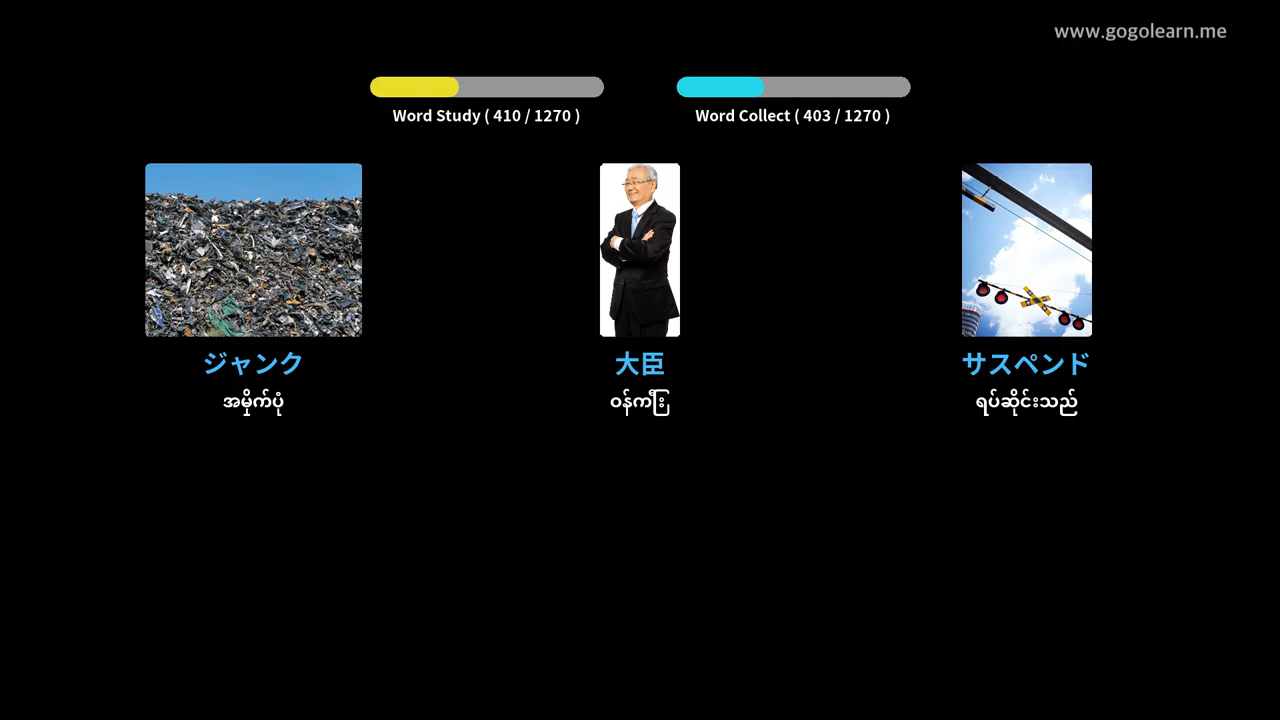 www.gogolearn.me
Word Study ( 410 / 1270 )
Word Collect ( 403 / 1270 )
ジャンク
大臣
サスペンド
အမှိုက်ပုံ
ဝန်ကြီး
ရပ်ဆိုင်းသည်